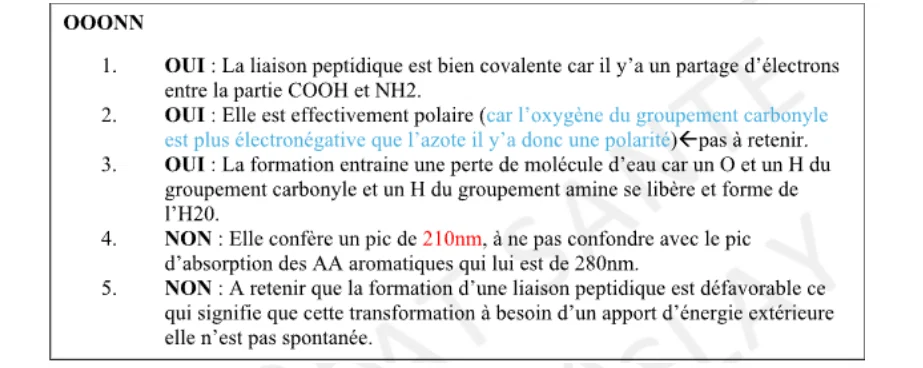 OOONN
1. OUI : La liaison peptidique est bien covalente car il y’a un partage d’électrons
entre la partie COOH et NH2.
2. OUI : Elle est effectivement polaire (car l’oxygène du groupement carbonyle
est plus électronégative que l’azote il y’a donc une polarité)←pas à retenir.
3. OUI : La formation entraine une perte de molécule d’eau car un O et un H du
groupement carbonyle et un H du groupement amine se libère et forme de
l’H20.
4. NON : Elle confère un pic de 210nm, à ne pas confondre avec le pic
d’absorption des AA aromatiques qui lui est de 280nm.
5. NON : A retenir que la formation d’une liaison peptidique est défavorable ce
qui signifie que cette transformation à besoin d’un apport d’énergie extérieure
elle n’est pas spontanée.